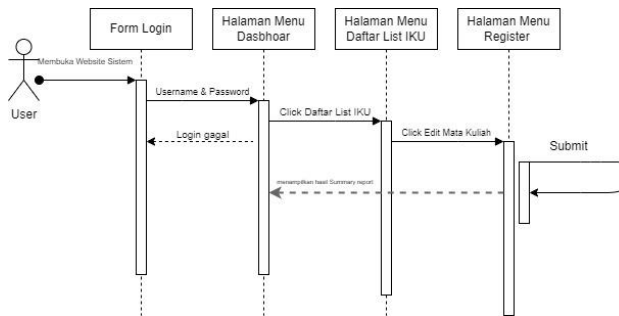 Form Login
Halaman Menu
Dasbhoar
Halaman Menu
Daftar List IKU
Halaman Menu
Register
Membuka Website Sistem
User
Username & Password
Click Daftar List IKU
Login gagal
Click Edit Mata Kuliah
Submit
menampilkan hasil Summary report